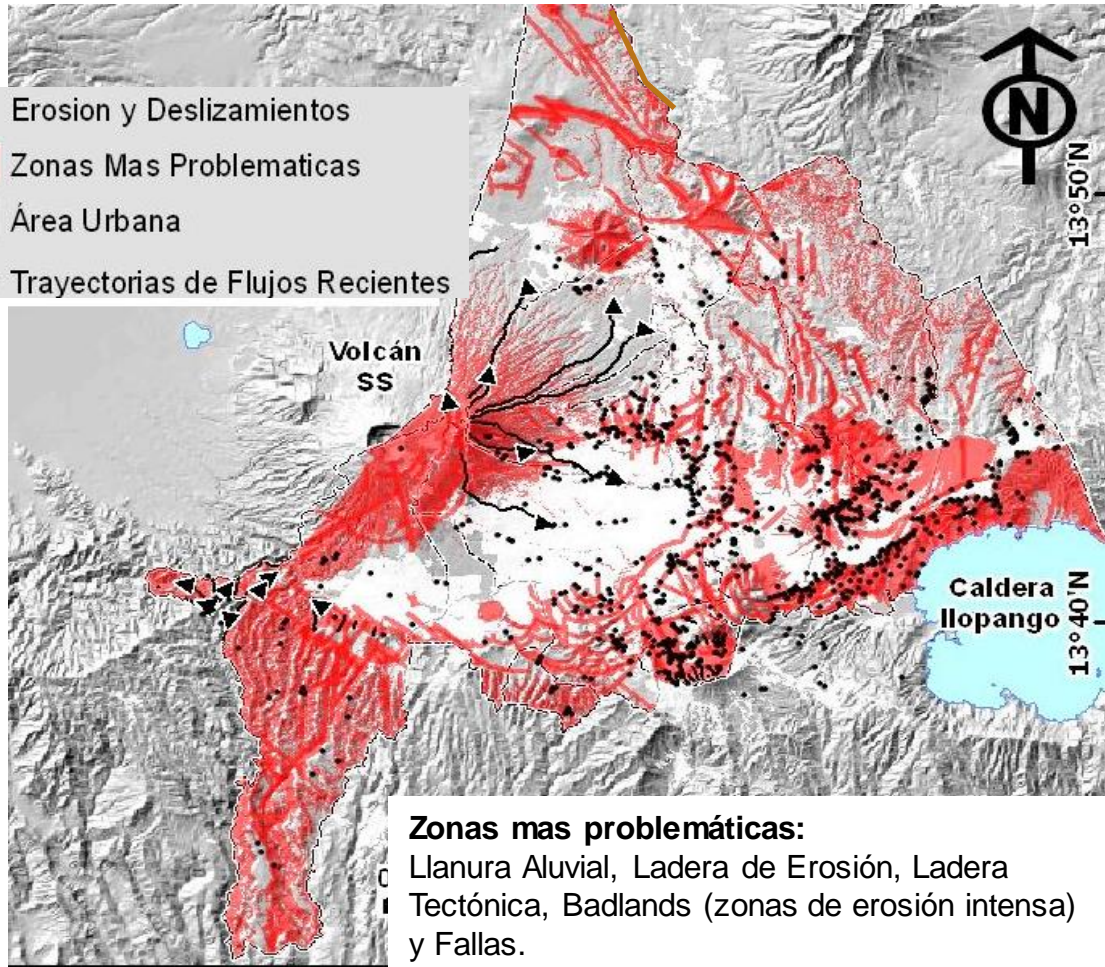 Erosion y Deslizamientos
Zonas Mas Problematicas
Área Urbana
Trayectorias de Flujos Recientes
N
13°50'N
Volcán
SS
Caldera
Ilopango
13°40'N
Zonas mas problemáticas:
Llanura Aluvial, Ladera de Erosión, Ladera
Tectónica, Badlands (zonas de erosión intensa)
y Fallas.